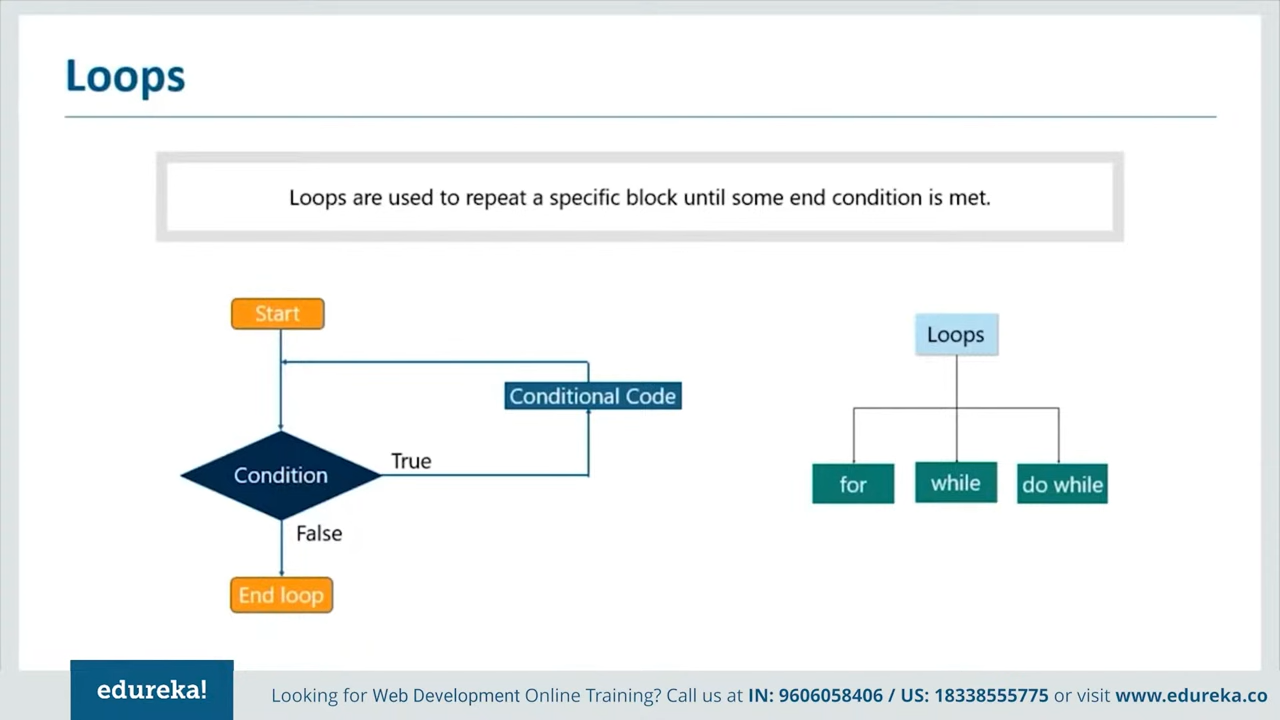 Loops
Loops are used to repeat a specific block until some end condition is met.
Start
Conditional Code
True
Condition
False
End loop
Loops
for
while
do while
edureka!
Looking for Web Development Online Training? Call us at IN: 9606058406 / US: 18338555775 or visit www.edureka.co